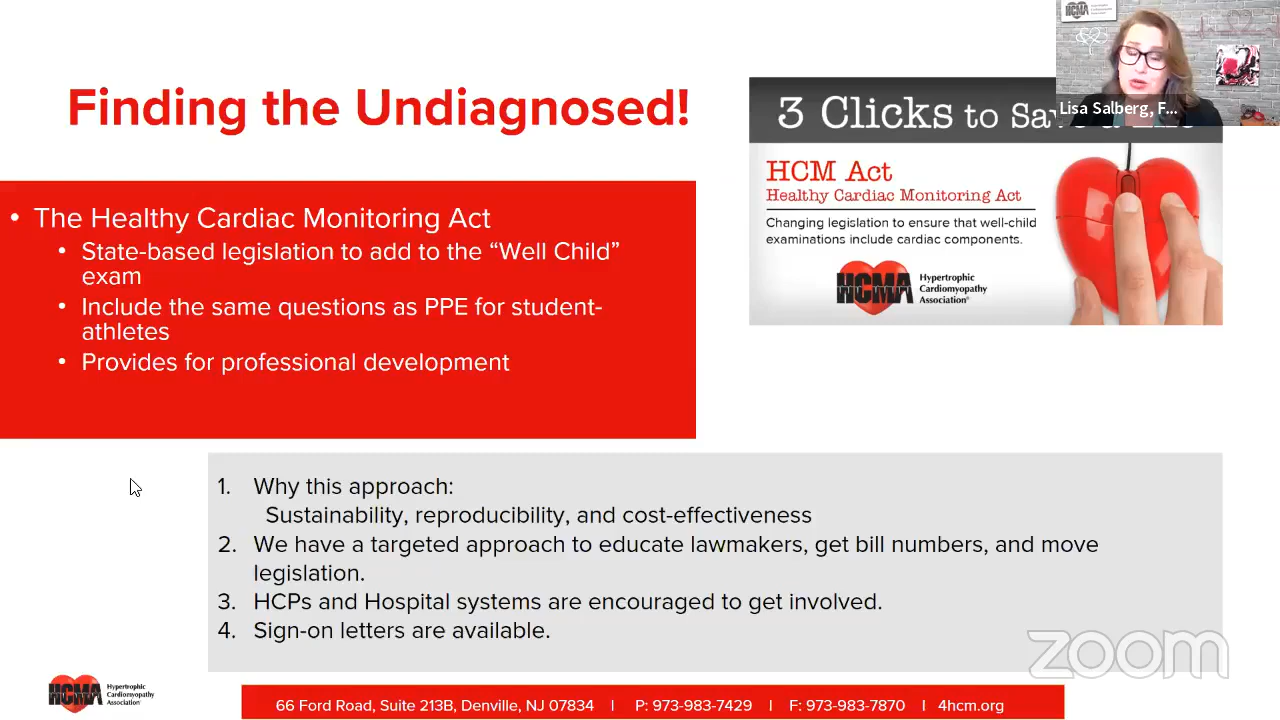 Finding the Undiagnosed!
• The Healthy Cardiac Monitoring Act
• State-based legislation to add to the “Well Child”
exam
• Include the same questions as PPE for student-
athletes
• Provides for professional development
3 Clicks to
HCM Act
Healthy Cardiac Monitoring Act
Changing legislation to ensure that well-child
examinations include cardiac components.
HCMA
Hypertrophic
Cardiomyopathy
Association®
HCMA
Lisa Salberg, F...
1. Why this approach:
Sustainability, reproducibility, and cost-effectiveness
2. We have a targeted approach to educate lawmakers, get bill numbers, and move
legislation.
3. HCPs and Hospital systems are encouraged to get involved.
4. Sign-on letters are available.
zoom
HCMA
Hypertrophic
Cardiomyopathy
Association®
66 Ford Road, Suite 213B, Denville, NJ 07834 | P: 973-983-7429 | F: 973-983-7870 | 4hcm.org